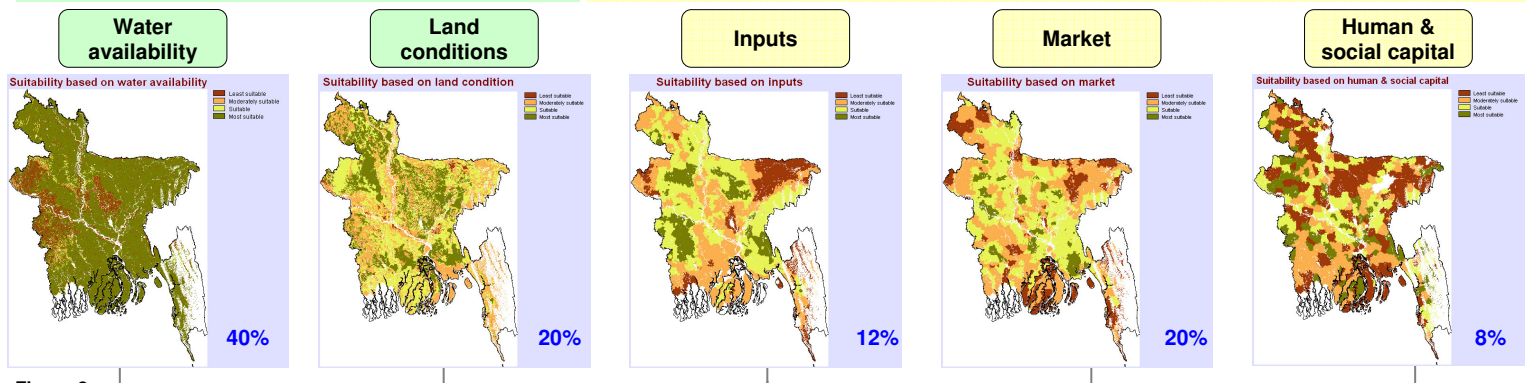 Water
availability
Land
conditions
Inputs
Market
Human &
social capital
Suitability based on water availability
Least suitable
Moderately suitable
Suitable
Most suitable
40%
Suitability based on land condition
Least suitable
Moderately suitable
Suitable
Most suitable
20%
Suitability based on inputs
Least suitable
Moderately suitable
Suitable
Most suitable
12%
Suitability based on market
Least suitable
Moderately suitable
Suitable
Most suitable
20%
Suitability based on human & social capital
Least suitable
Moderately suitable
Suitable
Most suitable
8%